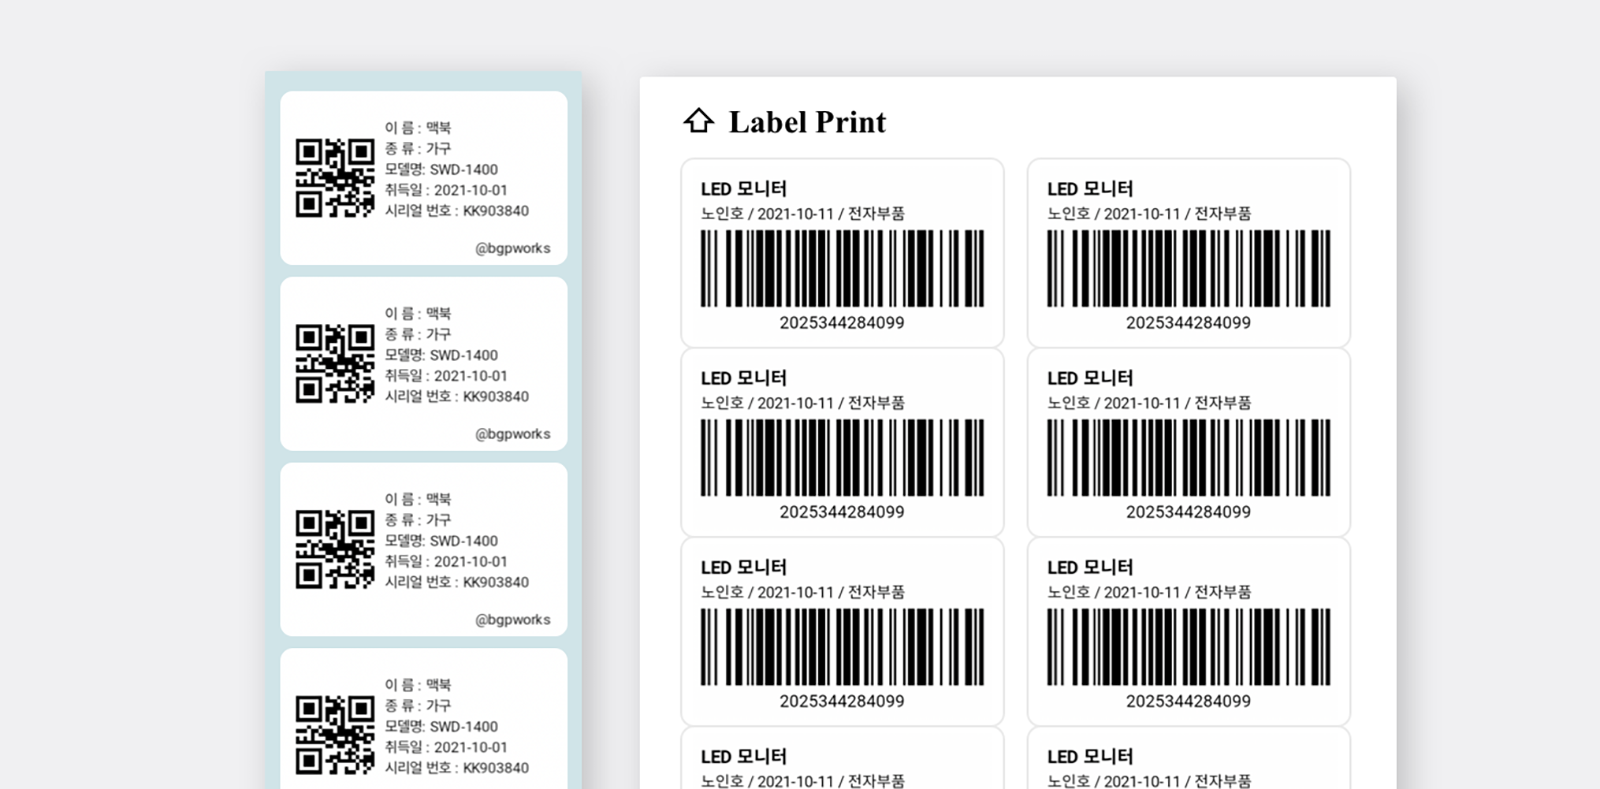 이 름 : 맥북
종 류 : 가구
모델명: SWD-1400
취득일 : 2021-10-01
시리얼 번호 : KK903840
@bgpworks
이 름 : 맥북
종 류 : 가구
모델명: SWD-1400
취득일 : 2021-10-01
시리얼 번호 : KK903840
@bgpworks
이 름 : 맥북
종 류 : 가구
모델명: SWD-1400
취득일 : 2021-10-01
시리얼 번호 : KK903840
@bgpworks
이 름 : 맥북
종 류 : 가구
모델명: SWD-1400
취득일 : 2021-10-01
시리얼 번호 : KK903840
Label Print
LED 모니터
노인호 / 2021-10-11 / 전자부품
2025344284099
LED 모니터
노인호 / 2021-10-11 / 전자부품
2025344284099
LED 모니터
노인호 / 2021-10-11 / 전자부품
2025344284099
LED 모니터
노인호 / 2021-10-11 / 전자부품
2025344284099
LED 모니터
노인호 / 2021-10-11 / 전자부품
2025344284099
LED 모니터
노인호 / 2021-10-11 / 전자부품
2025344284099
LED 모니터
노인호 / 2021-10-11 / 전자부품
LED 모니터
노인호 / 2021-10-11 / 전자부품